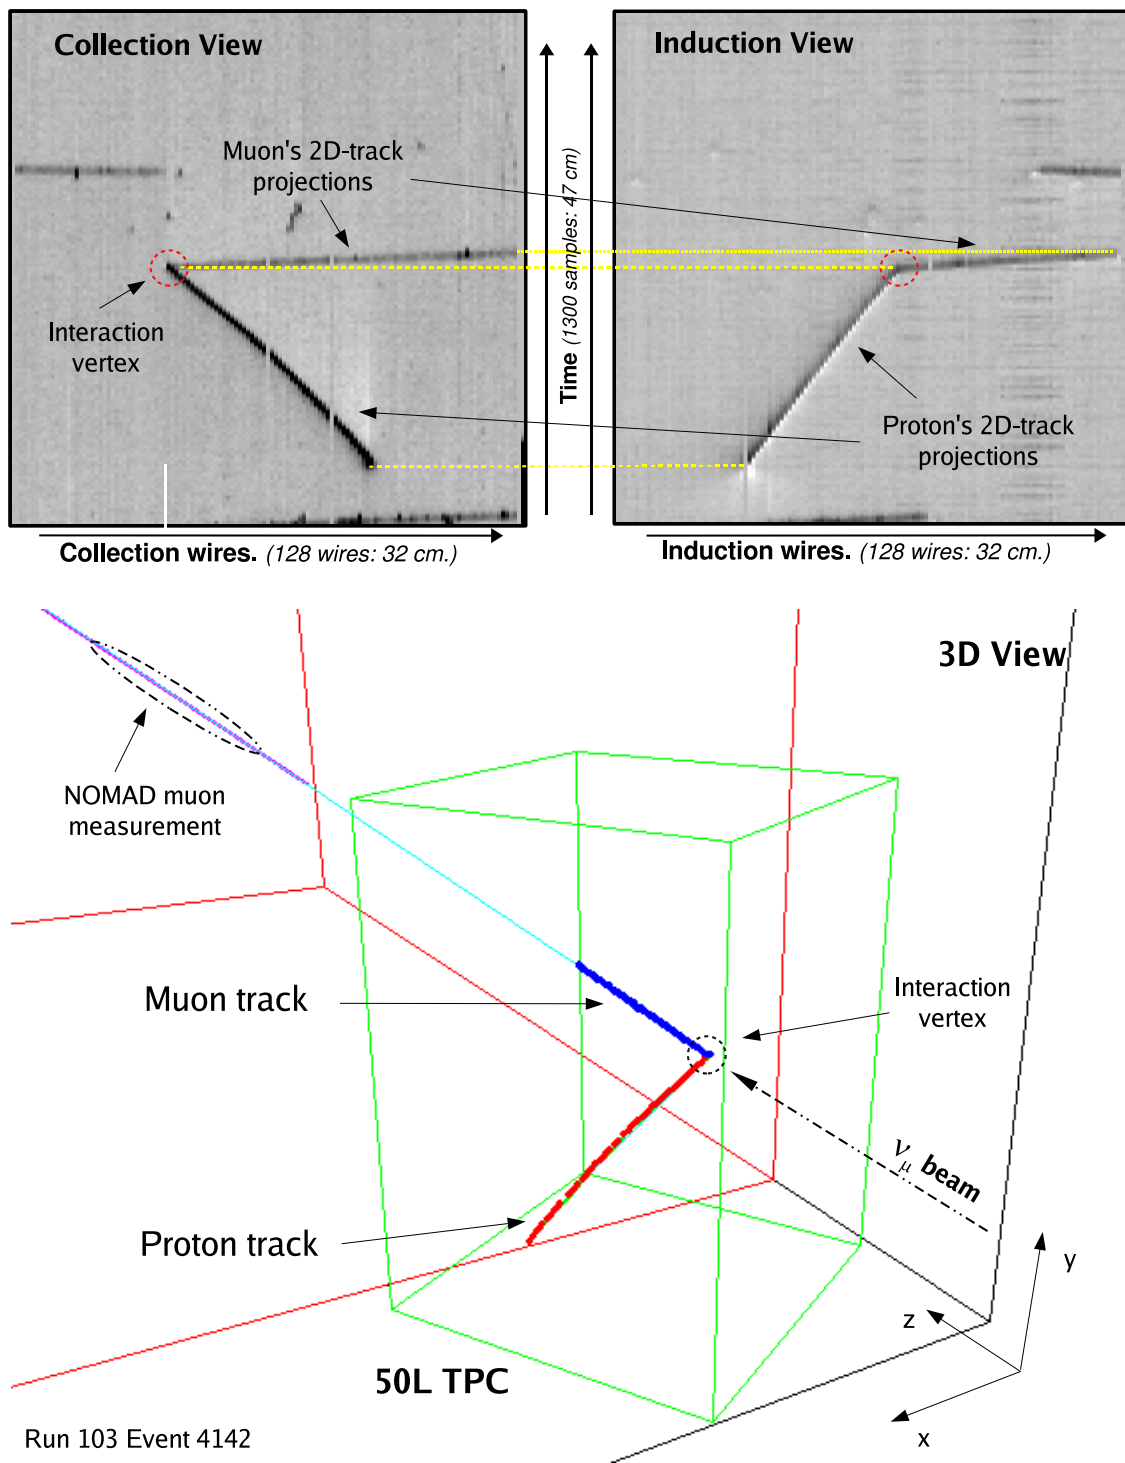 Collection View
Induction View
Muon's 2D-track
projections
Interaction
vertex
Time (1300 samples: 47 cm)
Proton's 2D-track
projections
Collection wires. (128 wires: 32 cm.)
Induction wires. (128 wires: 32 cm.)
3D View
NOMAD muon
measurement
Muon track
Interaction
vertex
νμ beam
Proton track
y
z
x
50L TPC
Run 103 Event 4142